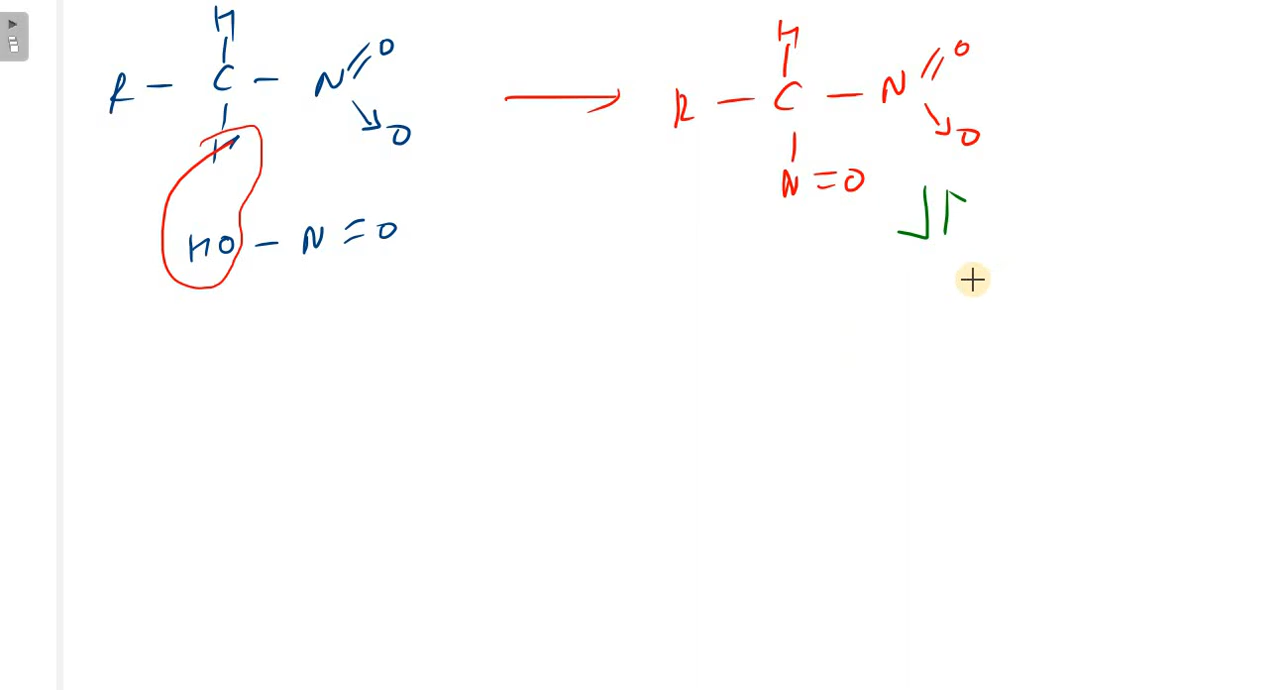 H
R - C - N = O
H → O
HO - N = O
→
H
R - C - N = O
N = O → O
⇌